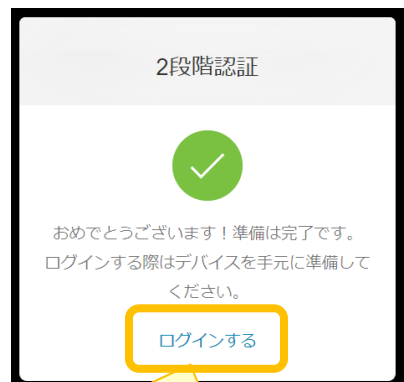 2段階認証
おめでとうございます！準備は完了です。
ログインする際はデバイスを手元に準備して
ください。
ログインする